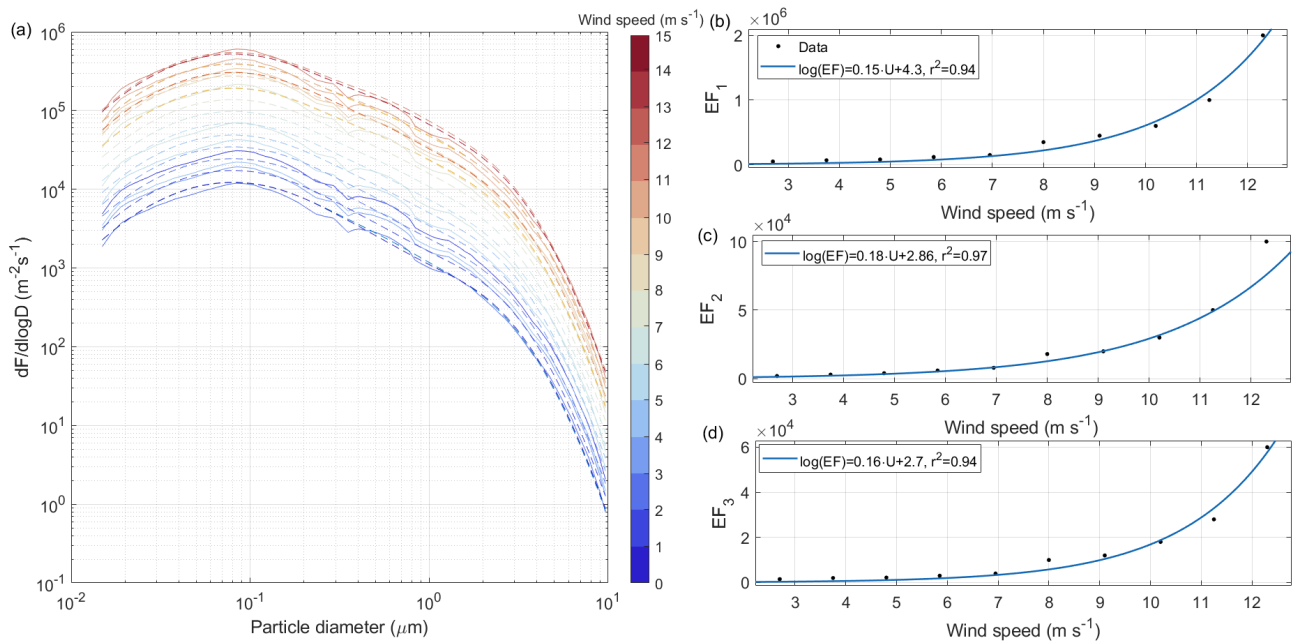 (a)
Wind speed (m s⁻¹)
10⁶
10⁵
10⁴
10³
10²
10¹
10⁰
10⁻¹
dF/dlogD (m⁻²s⁻¹)
10⁻²
10⁻¹
10⁰
10¹
Particle diameter (μm)
15
14
13
12
11
10
9
8
7
6
5
4
3
2
1
0
(b)
×10⁶
2
1
0
EF₁
Data
log(EF)=0.15·U+4.3, r²=0.94
3 4 5 6 7 8 9 10 11 12
Wind speed (m s⁻¹)
(c)
×10⁴
10
5
0
EF₂
log(EF)=0.18·U+2.86, r²=0.97
3 4 5 6 7 8 9 10 11 12
Wind speed (m s⁻¹)
(d)
×10⁴
6
4
2
0
EF₃
log(EF)=0.16·U+2.7, r²=0.94
3 4 5 6 7 8 9 10 11 12
Wind speed (m s⁻¹)